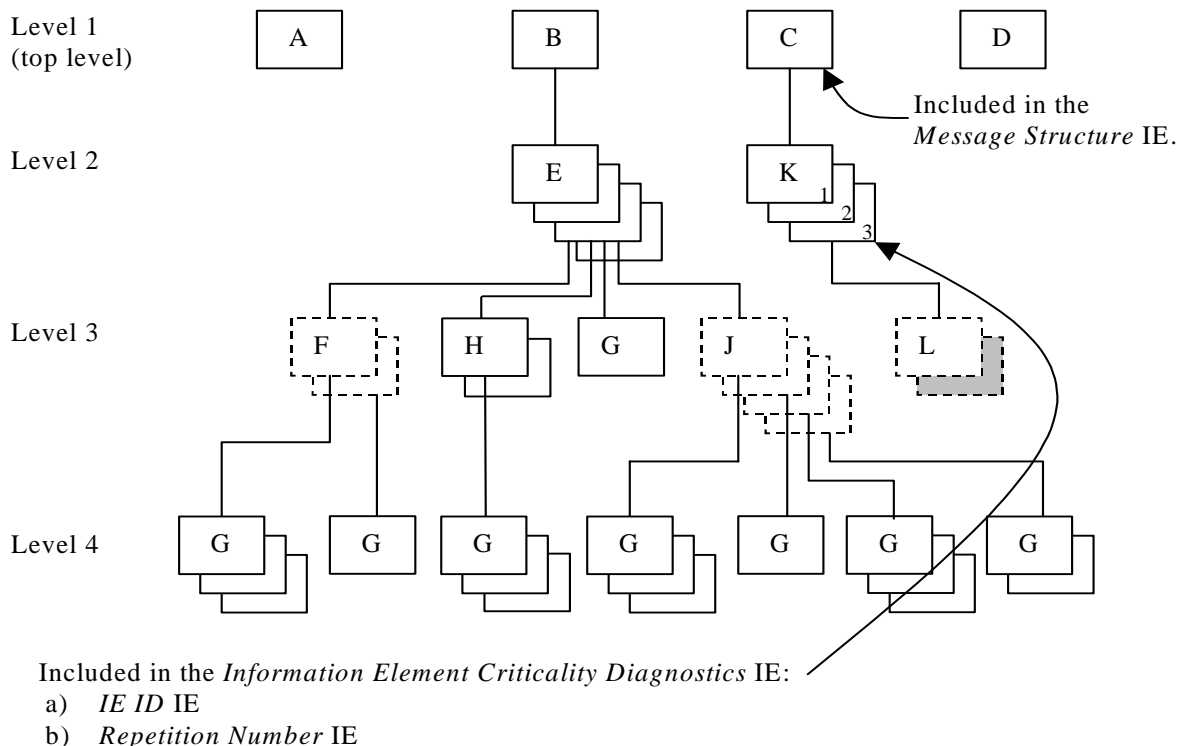 Level 1
(top level)
A
B
C
D
Included in the
Message Structure IE.
Level 2
E
K
1
2
3
Level 3
F
H
G
J
L
Level 4
G
G
G
G
G
G
G
Included in the Information Element Criticality Diagnostics IE:
a) IE ID IE
b) Repetition Number IE